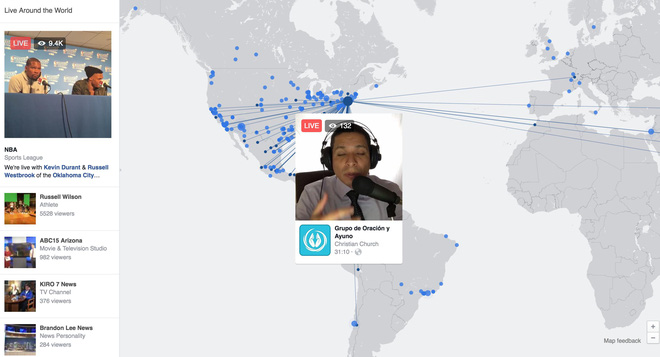 Live Around the World
LIVE 9.4K
NBA
Sports League
We're live with Kevin Durant & Russell
Westbrook of the Oklahoma City...
Russell Wilson
Athlete
5528 viewers
ABC15 Arizona
Movie & Television Studio
982 viewers
KIRO 7 News
TV Channel
376 viewers
Brandon Lee News
News Personality
284 viewers
LIVE 132
Grupo de Oración y
Ayuno
Christian Church
31:10 ·
+
−
Map feedback